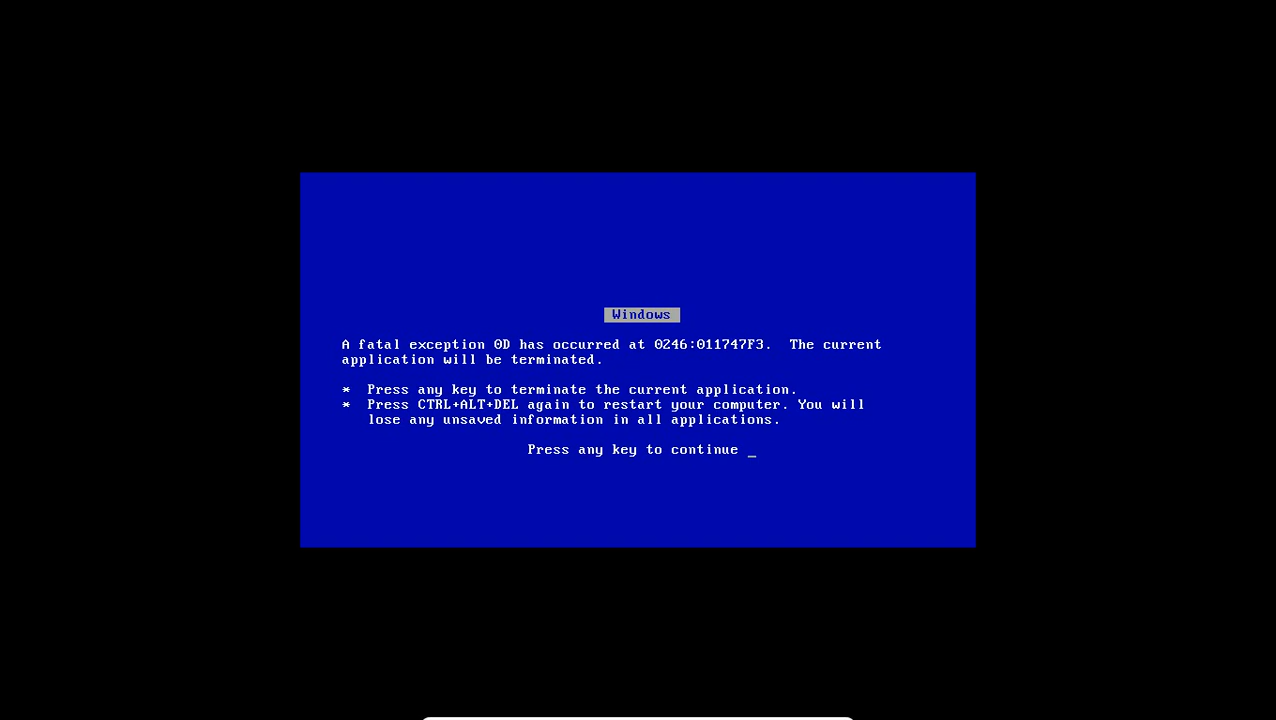 Windows
A fatal exception 0D has occurred at 0246:011747F3.  The current
application will be terminated.
*  Press any key to terminate the current application.
*  Press CTRL+ALT+DEL again to restart your computer. You will
lose any unsaved information in all applications.
Press any key to continue _